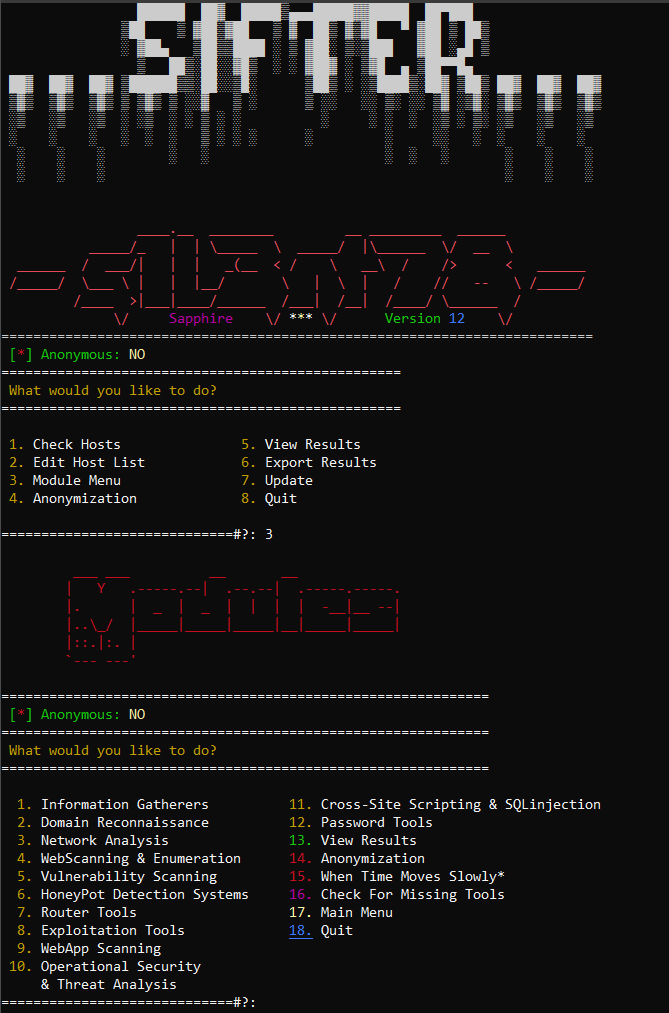 Sapphire *** Version 12
[*] Anonymous: NO
What would you like to do?
1. Check Hosts 5. View Results
2. Edit Host List 6. Export Results
3. Module Menu 7. Update
4. Anonymization 8. Quit
#?: 3
Modules
[*] Anonymous: NO
What would you like to do?
1. Information Gatherers 11. Cross-Site Scripting & SQLinjection
2. Domain Reconnaissance 12. Password Tools
3. Network Analysis 13. View Results
4. WebScanning & Enumeration 14. Anonymization
5. Vulnerability Scanning 15. When Time Moves Slowly*
6. HoneyPot Detection Systems 16. Check For Missing Tools
7. Router Tools 17. Main Menu
8. Exploitation Tools 18. Quit
9. WebApp Scanning
10. Operational Security
& Threat Analysis
#?: